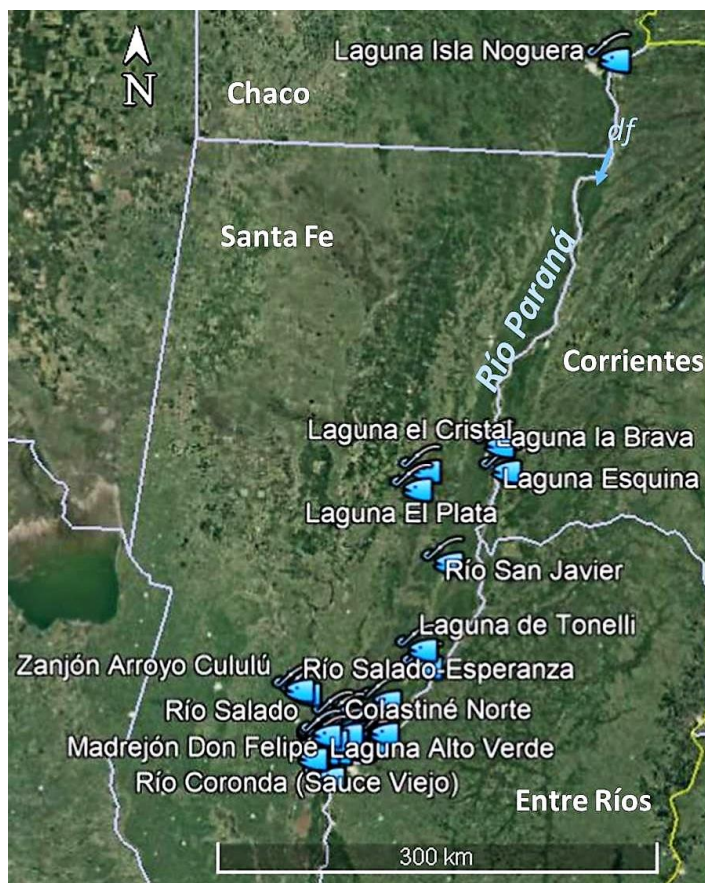 Laguna Isla Noguera
N
Chaco
df
Santa Fe
Río Paraná
Corrientes
Laguna el Cristal
Laguna la Brava
Laguna Esquina
Laguna El Plata
Río San Javier
Laguna de Tonelli
Zanjón Arroyo Cululú
Río Salado-Esperanza
Río Salado
Colastiné Norte
Madrejón Don Felipe
Laguna Alto Verde
Río Coronda (Sauce Viejo)
Entre Ríos
300 km